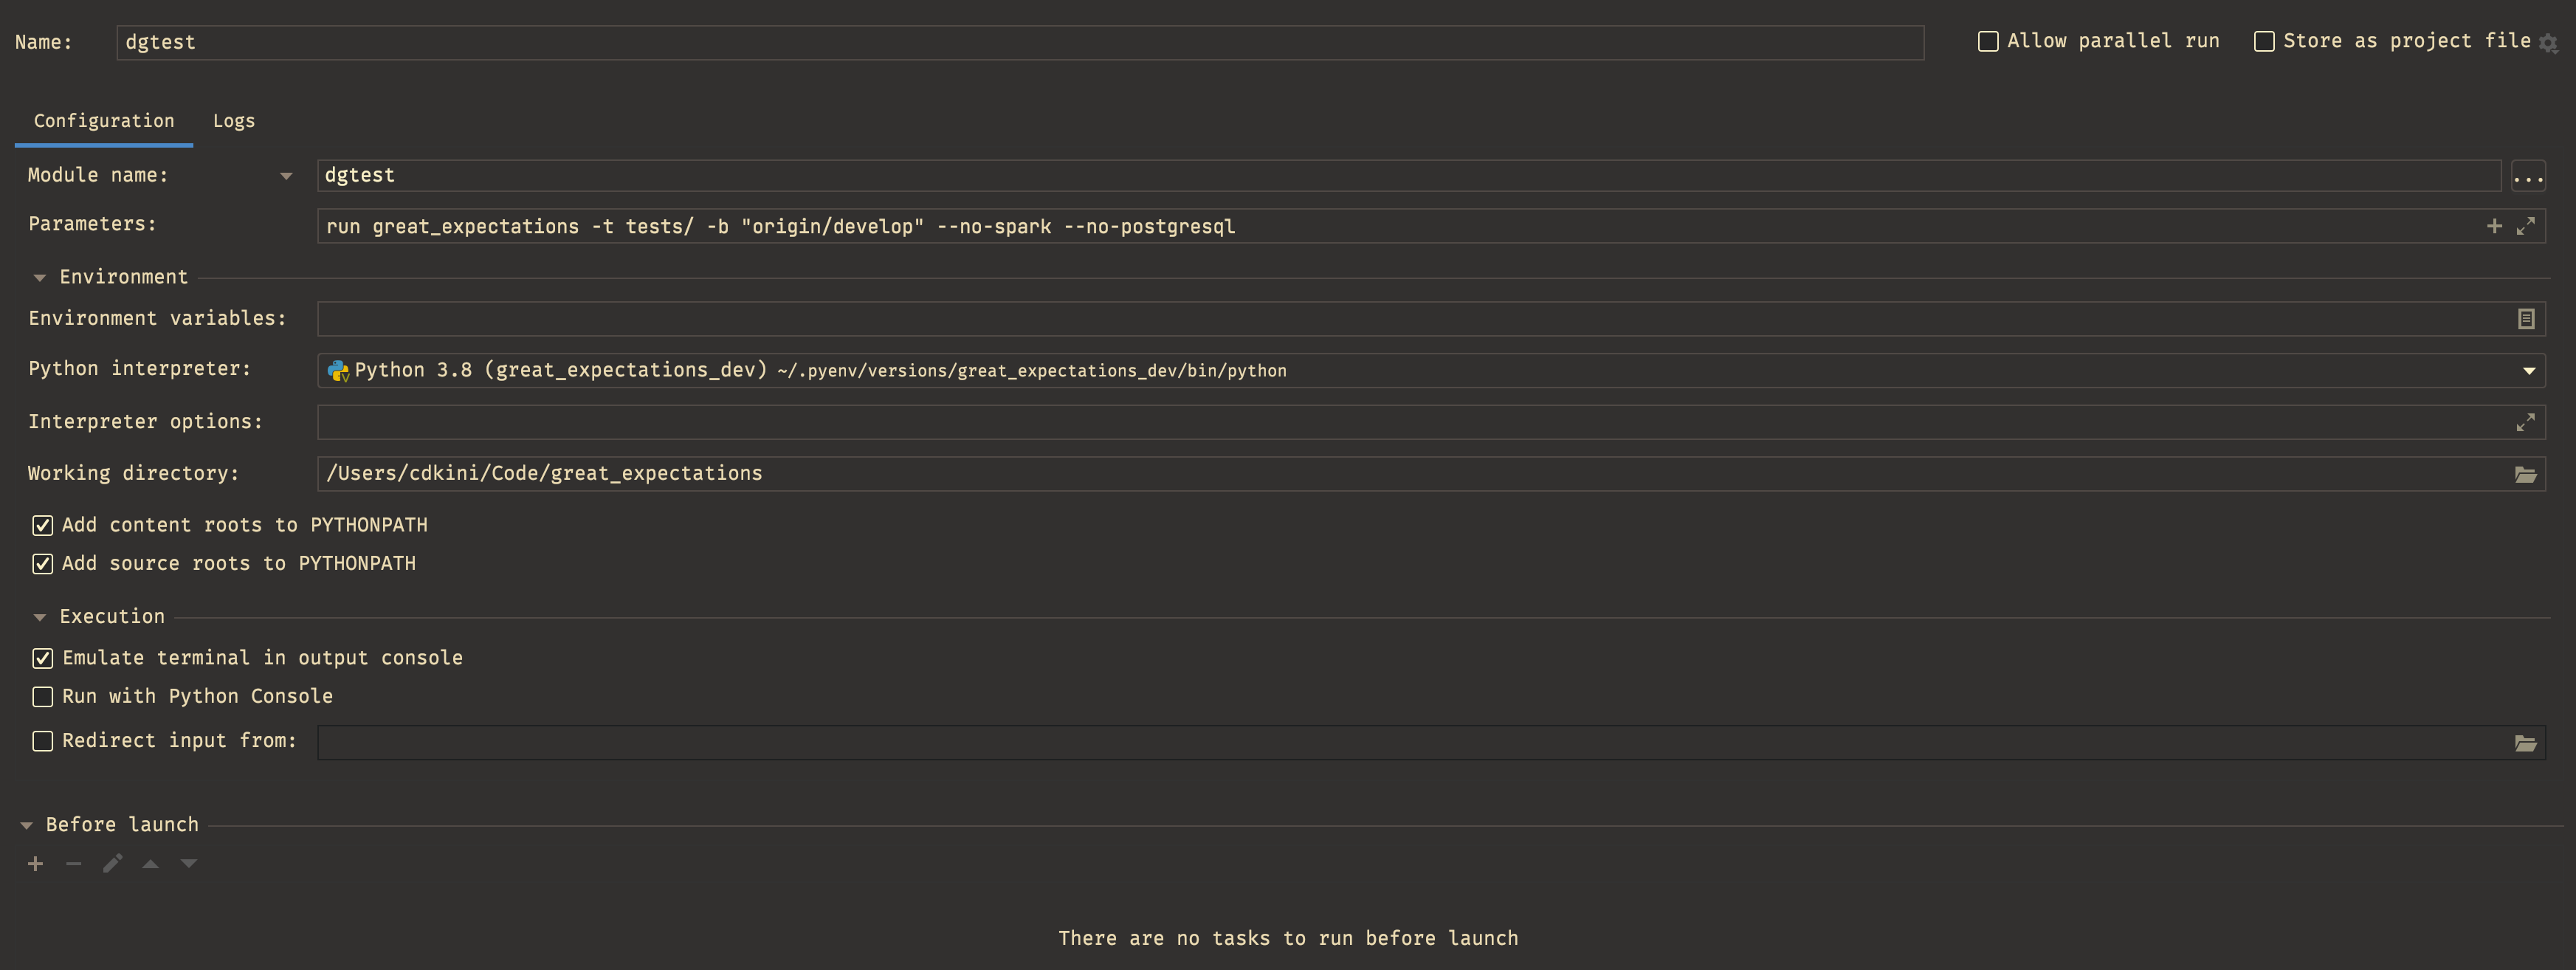 Name: dgtest Allow parallel run Store as project file
Configuration Logs
Module name: dgtest ...
Parameters: run great_expectations -t tests/ -b "origin/develop" --no-spark --no-postgresql
Environment
Environment variables:
Python interpreter: Python 3.8 (great_expectations_dev) ~/.pyenv/versions/great_expectations_dev/bin/python
Interpreter options:
Working directory: /Users/cdkini/Code/great_expectations
Add content roots to PYTHONPATH
Add source roots to PYTHONPATH
Execution
Emulate terminal in output console
Run with Python Console
Redirect input from:
Before launch
There are no tasks to run before launch